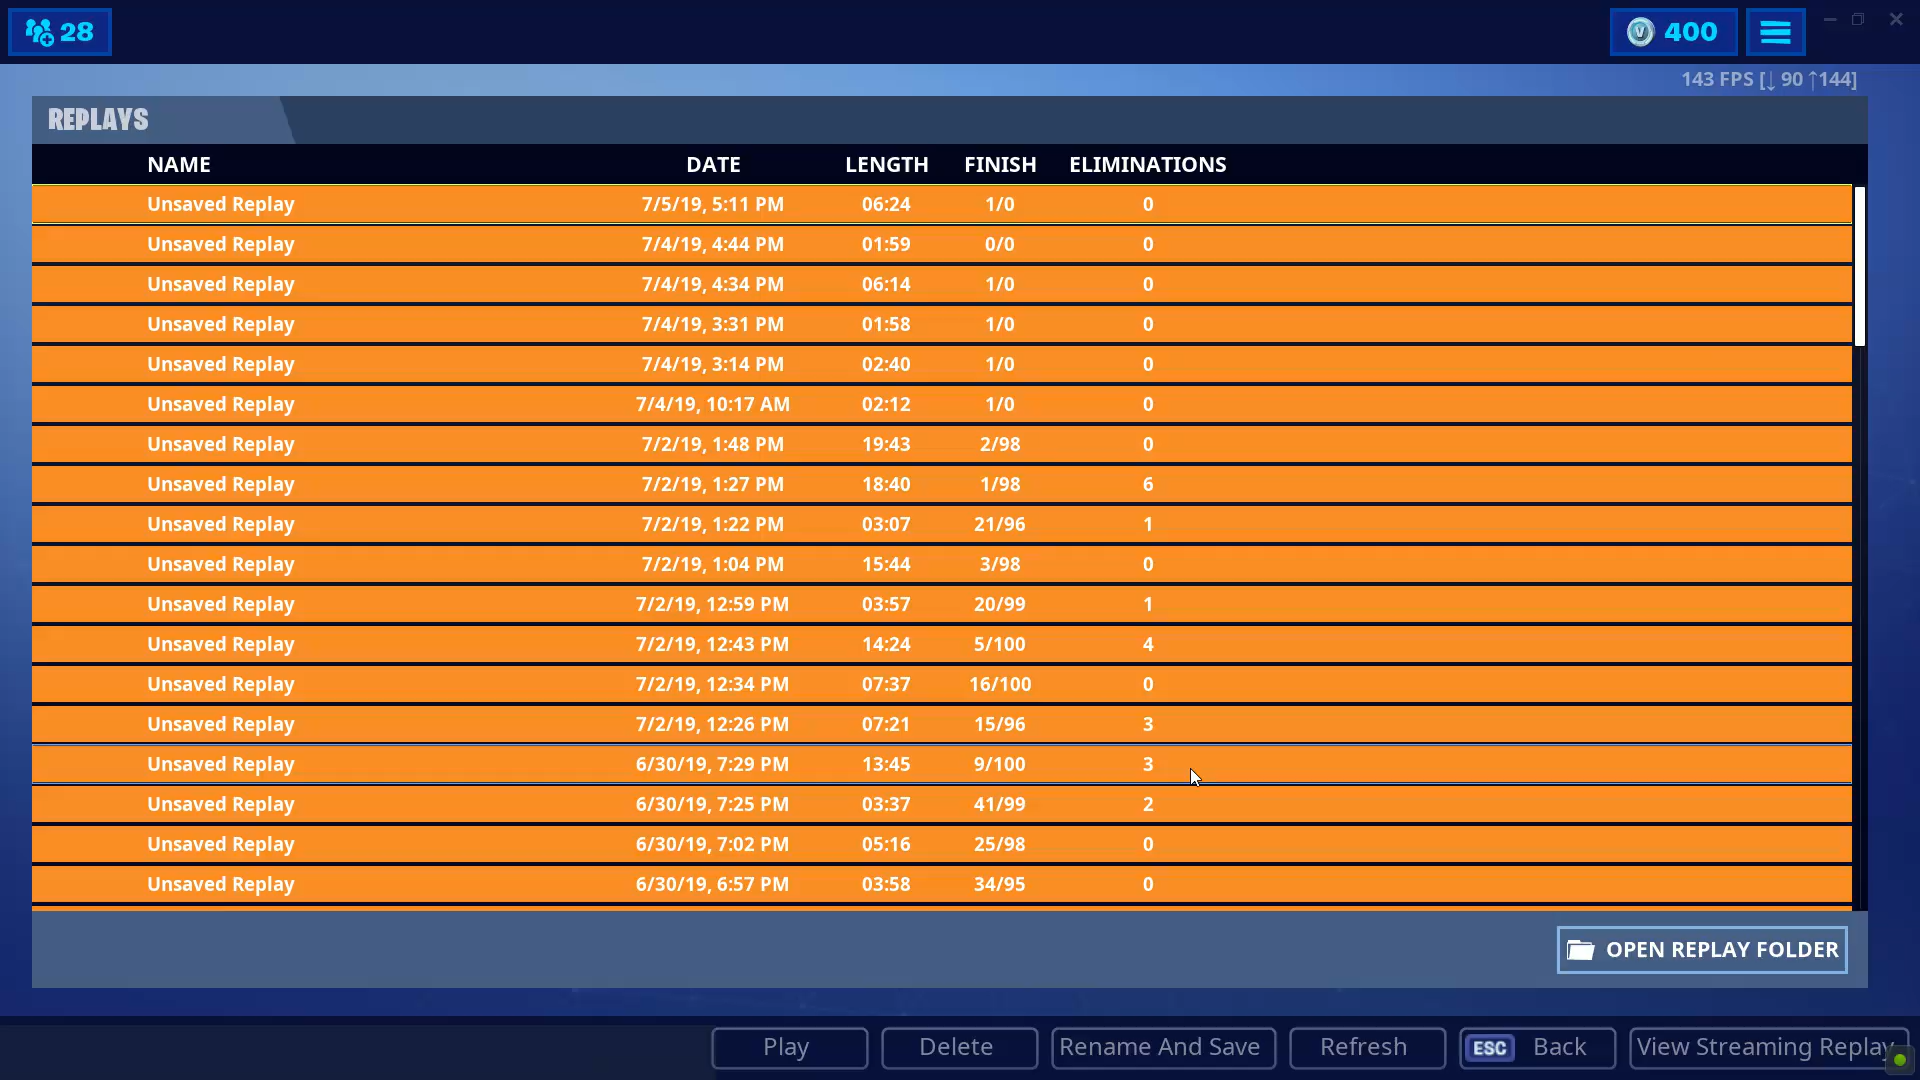 28
400
143 FPS [↓ 90 ↑144]
REPLAYS
NAME DATE LENGTH FINISH ELIMINATIONS
Unsaved Replay 7/5/19, 5:11 PM 06:24 1/0 0
Unsaved Replay 7/4/19, 4:44 PM 01:59 0/0 0
Unsaved Replay 7/4/19, 4:34 PM 06:14 1/0 0
Unsaved Replay 7/4/19, 3:31 PM 01:58 1/0 0
Unsaved Replay 7/4/19, 3:14 PM 02:40 1/0 0
Unsaved Replay 7/4/19, 10:17 AM 02:12 1/0 0
Unsaved Replay 7/2/19, 1:48 PM 19:43 2/98 0
Unsaved Replay 7/2/19, 1:27 PM 18:40 1/98 6
Unsaved Replay 7/2/19, 1:22 PM 03:07 21/96 1
Unsaved Replay 7/2/19, 1:04 PM 15:44 3/98 0
Unsaved Replay 7/2/19, 12:59 PM 03:57 20/99 1
Unsaved Replay 7/2/19, 12:43 PM 14:24 5/100 4
Unsaved Replay 7/2/19, 12:34 PM 07:37 16/100 0
Unsaved Replay 7/2/19, 12:26 PM 07:21 15/96 3
Unsaved Replay 6/30/19, 7:29 PM 13:45 9/100 3
Unsaved Replay 6/30/19, 7:25 PM 03:37 41/99 2
Unsaved Replay 6/30/19, 7:02 PM 05:16 25/98 0
Unsaved Replay 6/30/19, 6:57 PM 03:58 34/95 0
OPEN REPLAY FOLDER
Play Delete Rename And Save Refresh ESC Back View Streaming Replay